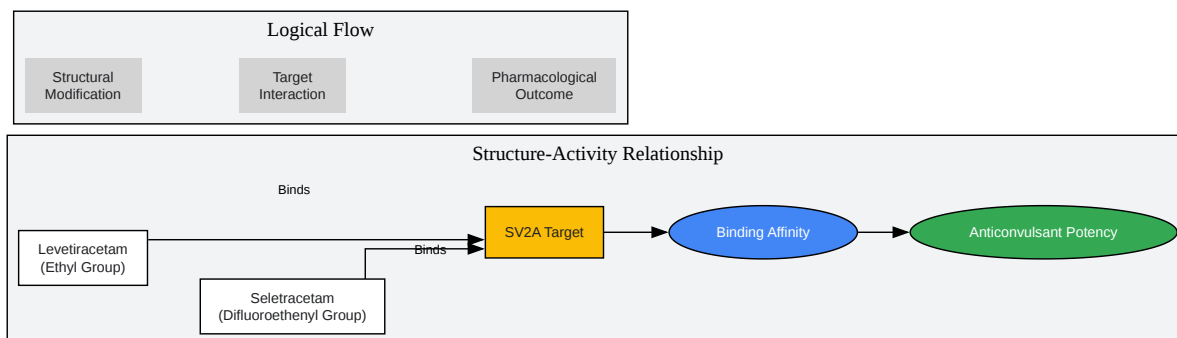 Logical Flow
Structural
Modification
Target
Interaction
Pharmacological
Outcome
Structure-Activity Relationship
Binds
Levetiracetam
(Ethyl Group)
Binds
SV2A Target
Binding Affinity
Anticonvulsant Potency
Seletracetam
(Difluoroethenyl Group)